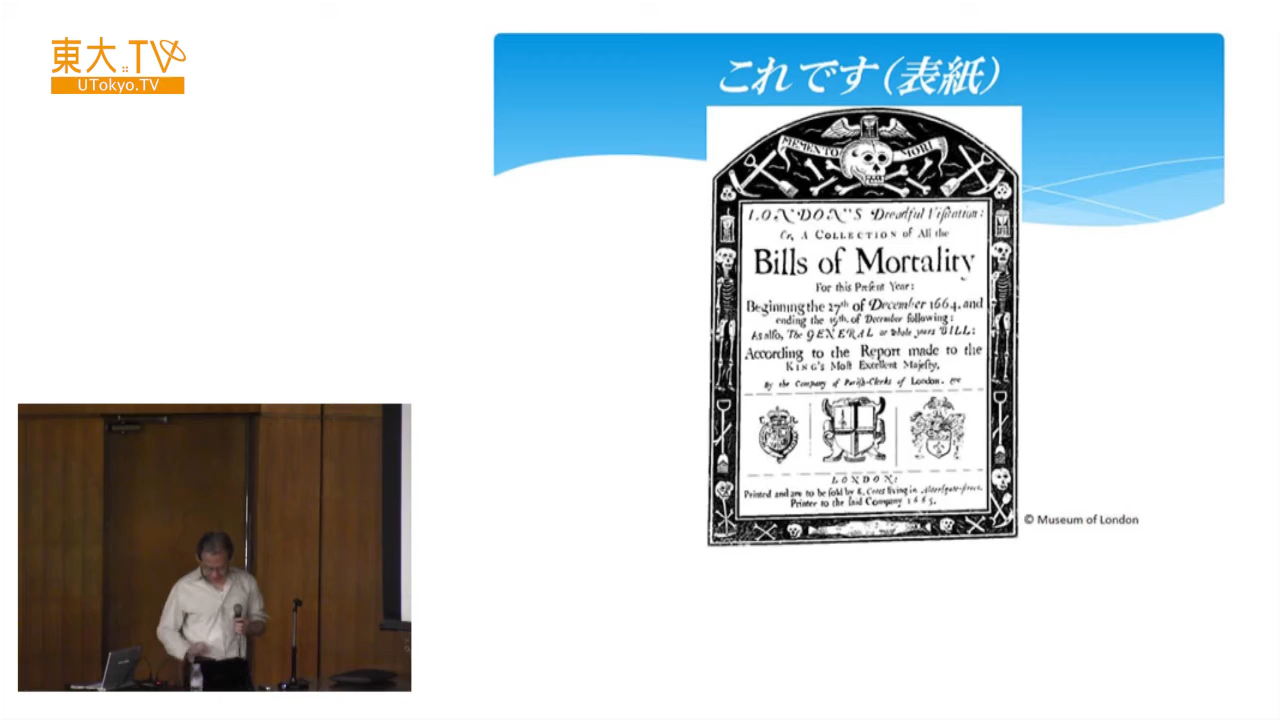 東大 TV
UTokyo.TV
これです(表紙)
MEMENTO MORI
LONDON'S Dreadful Visitation:
Or, A COLLECTION of All the
Bills of Mortality
For this Present Year:
Beginning the 27th of December 1664. and
ending the 19th. of December following:
As also, The GENERAL or whole years BILL:
According to the Report made to the
KING'S Most Excellent Majesty,
By the Company of Parish-Clerks of London. &c
LONDON:
Printed and are to be sold by E. Cotes living in Aldersgate-street.
Printer to the said Company 1665.
© Museum of London